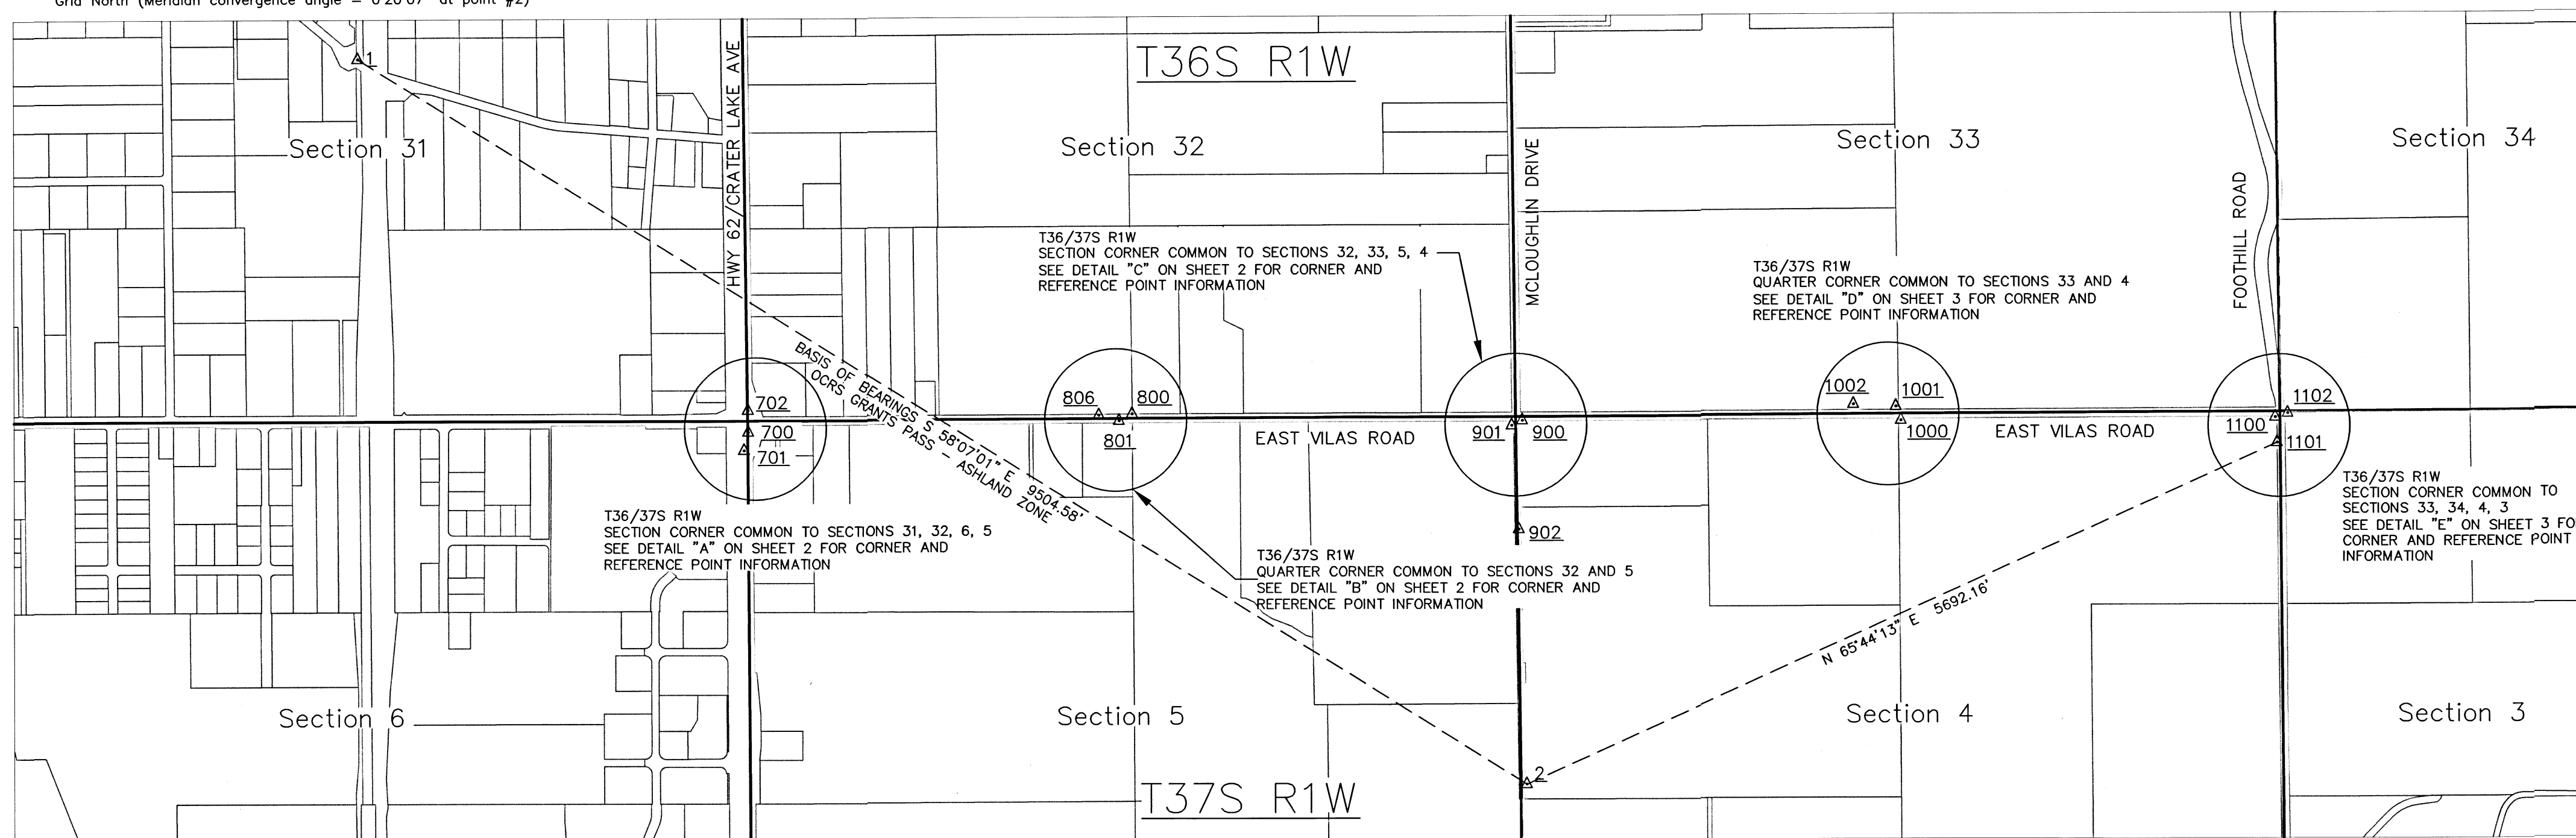 Grid North (Meridian convergence angle = 0°20'07" at point #2)
1
T36S R1W
HWY 62/CRATER LAKE AVE
Section 31
Section 32
MCLOUGHLIN DRIVE
Section 33
FOOTHILL ROAD
Section 34
T36/37S R1W
SECTION CORNER COMMON TO SECTIONS 32, 33, 5, 4
SEE DETAIL "C" ON SHEET 2 FOR CORNER AND
REFERENCE POINT INFORMATION
T36/37S R1W
QUARTER CORNER COMMON TO SECTIONS 33 AND 4
SEE DETAIL "D" ON SHEET 3 FOR CORNER AND
REFERENCE POINT INFORMATION
BASIS OF BEARINGS S 58°07'01" E 9504.58'
OCRS GRANTS PASS - ASHLAND ZONE
702
700
701
806
800
801
EAST VILAS ROAD
901
900
902
1002
1001
1000
EAST VILAS ROAD
1102
1100
1101
T36/37S R1W
SECTION CORNER COMMON TO SECTIONS 31, 32, 6, 5
SEE DETAIL "A" ON SHEET 2 FOR CORNER AND
REFERENCE POINT INFORMATION
T36/37S R1W
QUARTER CORNER COMMON TO SECTIONS 32 AND 5
SEE DETAIL "B" ON SHEET 2 FOR CORNER AND
REFERENCE POINT INFORMATION
T36/37S R1W
SECTION CORNER COMMON TO
SECTIONS 33, 34, 4, 3
SEE DETAIL "E" ON SHEET 3 FO
CORNER AND REFERENCE POINT
INFORMATION
N 65°44'13" E 5692.16'
Section 6
Section 5
Section 4
Section 3
2
T37S R1W